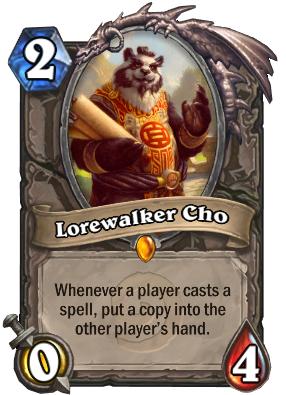 2
Lorewalker Cho
Whenever a player casts a
spell, put a copy into the
other player's hand.
0
4